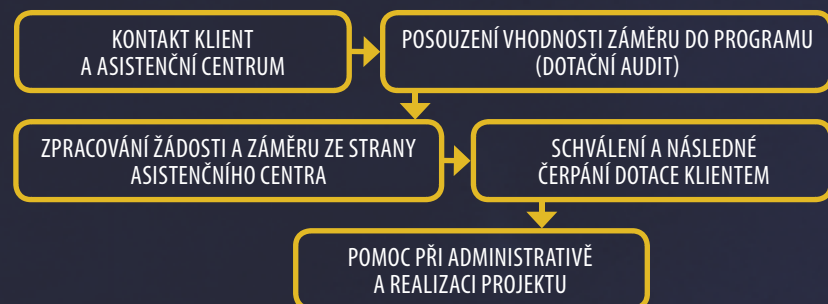 KONTAKT KLIENT
A ASISTENČNÍ CENTRUM
POSOUZENÍ VHODNOSTI ZÁMĚRU DO PROGRAMU
(DOTAČNÍ AUDIT)
ZPRACOVÁNÍ ŽÁDOSTI A ZÁMĚRU ZE STRANY
ASISTENČNÍHO CENTRA
SCHVÁLENÍ A NÁSLEDNÉ
ČERPÁNÍ DOTACE KLIENTEM
POMOC PŘI ADMINISTRATIVĚ
A REALIZACI PROJEKTU